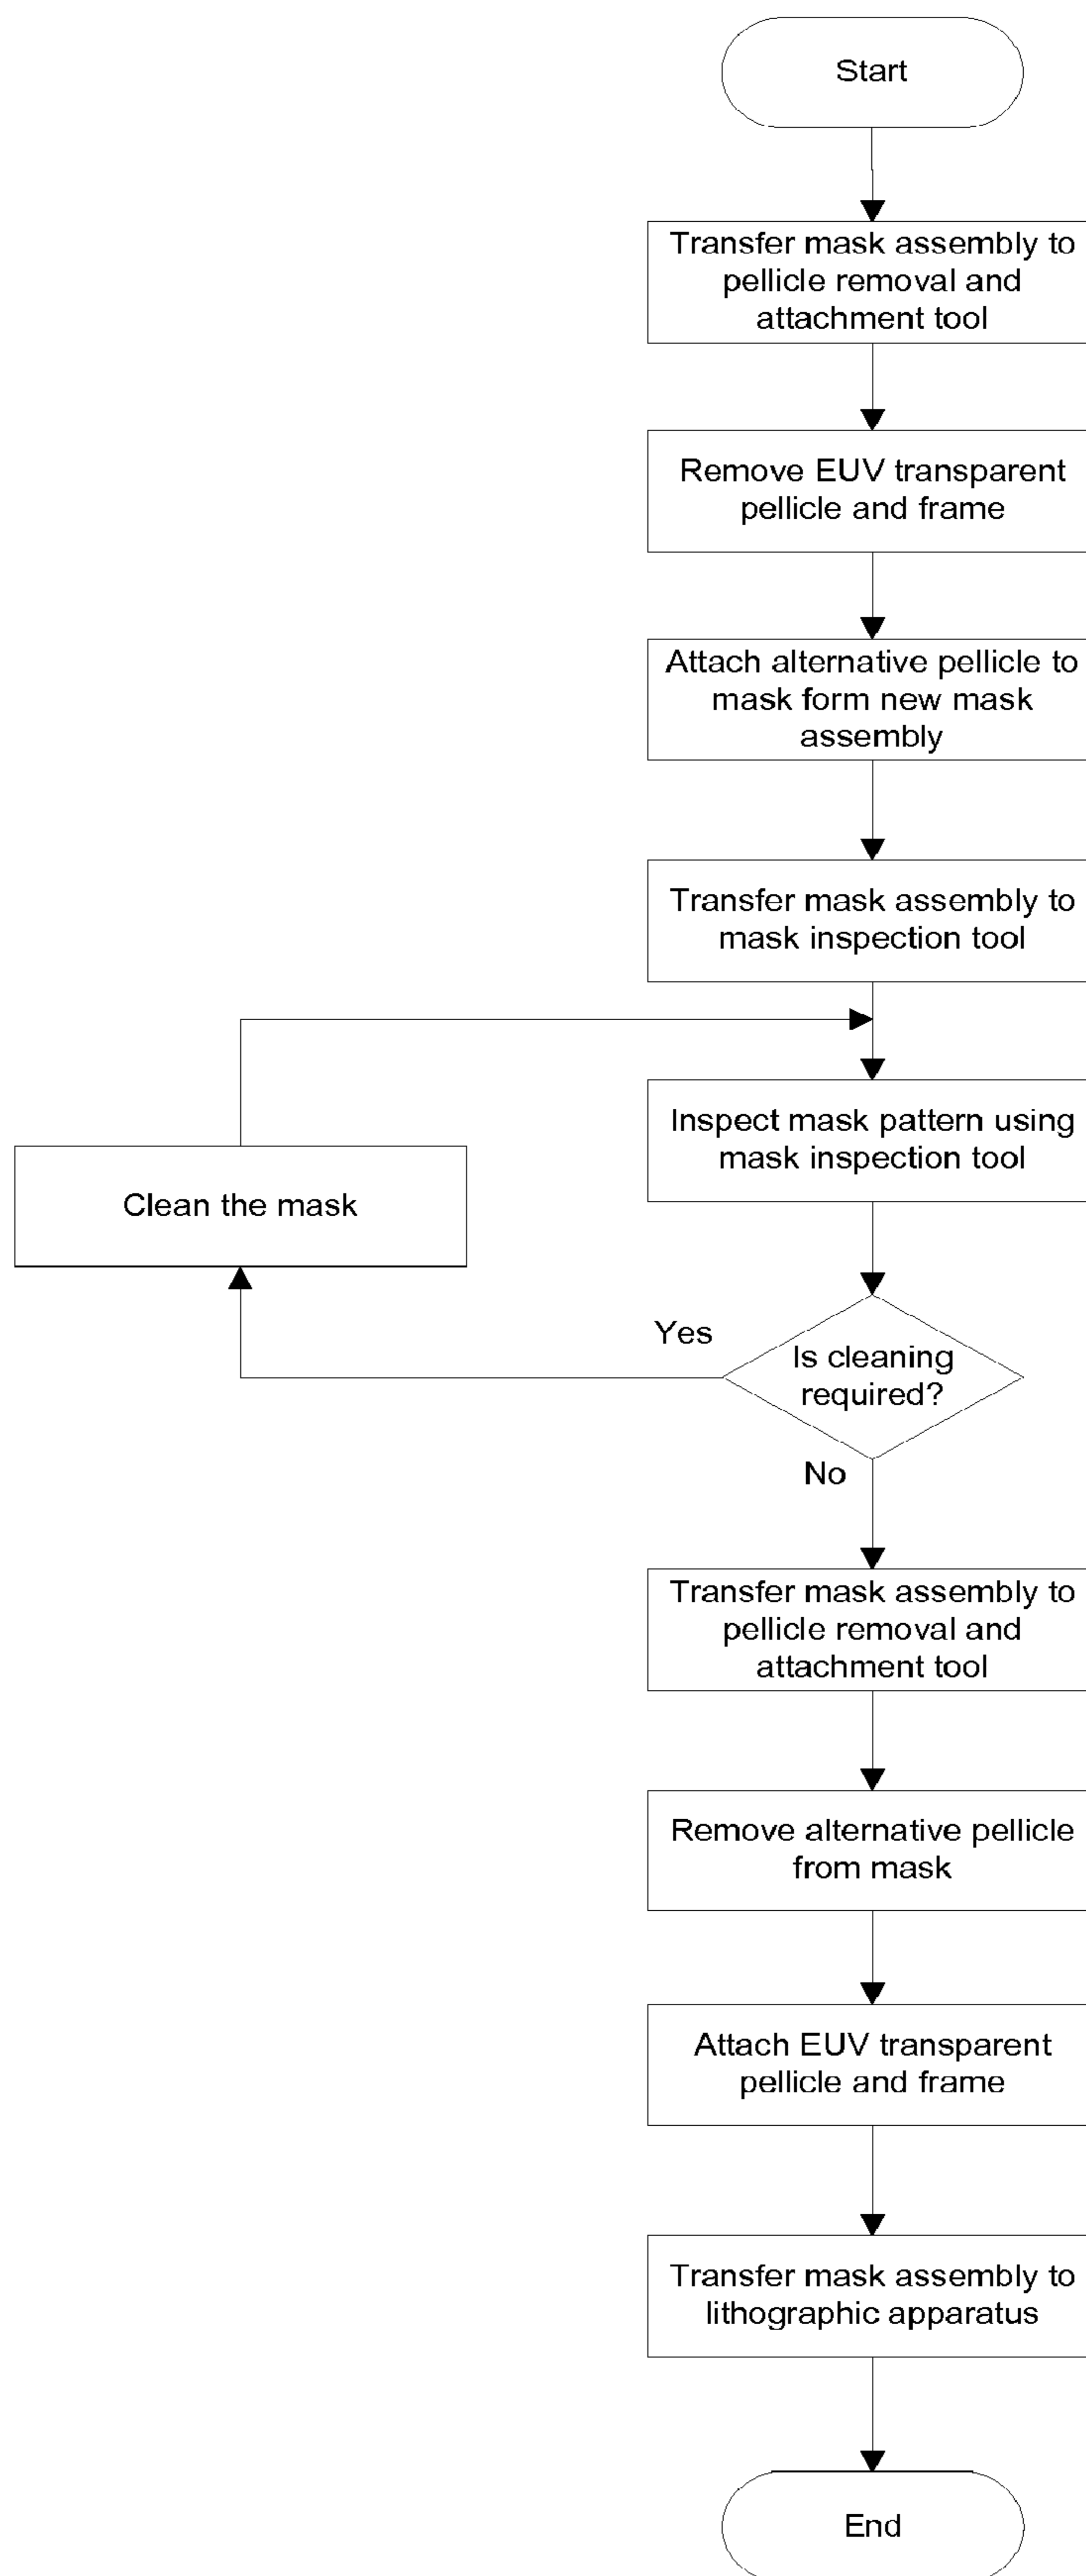 Start
Transfer mask assembly to
pellicle removal and
attachment tool
Remove EUV transparent
pellicle and frame
Attach alternative pellicle to
mask form new mask
assembly
Transfer mask assembly to
mask inspection tool
Inspect mask pattern using
mask inspection tool
Clean the mask
Yes
Is cleaning
required?
No
Transfer mask assembly to
pellicle removal and
attachment tool
Remove alternative pellicle
from mask
Attach EUV transparent
pellicle and frame
Transfer mask assembly to
lithographic apparatus
End